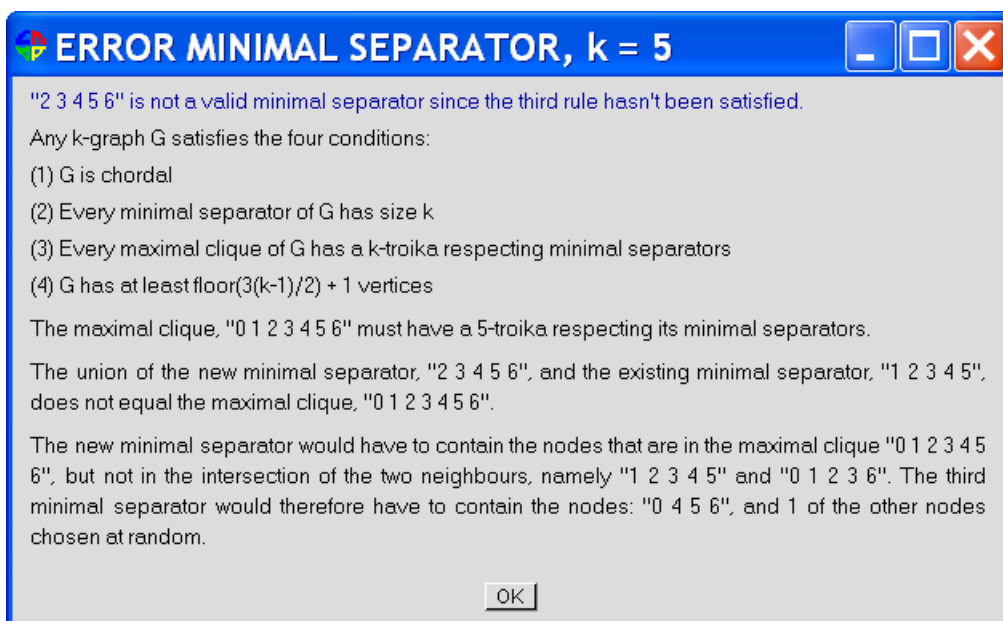 ERROR MINIMAL SEPARATOR, k = 5
"2 3 4 5 6" is not a valid minimal separator since the third rule hasn't been satisfied.
Any k-graph G satisfies the four conditions:
(1) G is chordal
(2) Every minimal separator of G has size k
(3) Every maximal clique of G has a k-troika respecting minimal separators
(4) G has at least floor(3(k-1)/2) + 1 vertices
The maximal clique, "0 1 2 3 4 5 6" must have a 5-troika respecting its minimal separators.
The union of the new minimal separator, "2 3 4 5 6", and the existing minimal separator, "1 2 3 4 5",
does not equal the maximal clique, "0 1 2 3 4 5 6".
The new minimal separator would have to contain the nodes that are in the maximal clique "0 1 2 3 4 5
6", but not in the intersection of the two neighbours, namely "1 2 3 4 5" and "0 1 2 3 6". The third
minimal separator would therefore have to contain the nodes: "0 4 5 6", and 1 of the other nodes
chosen at random.
OK